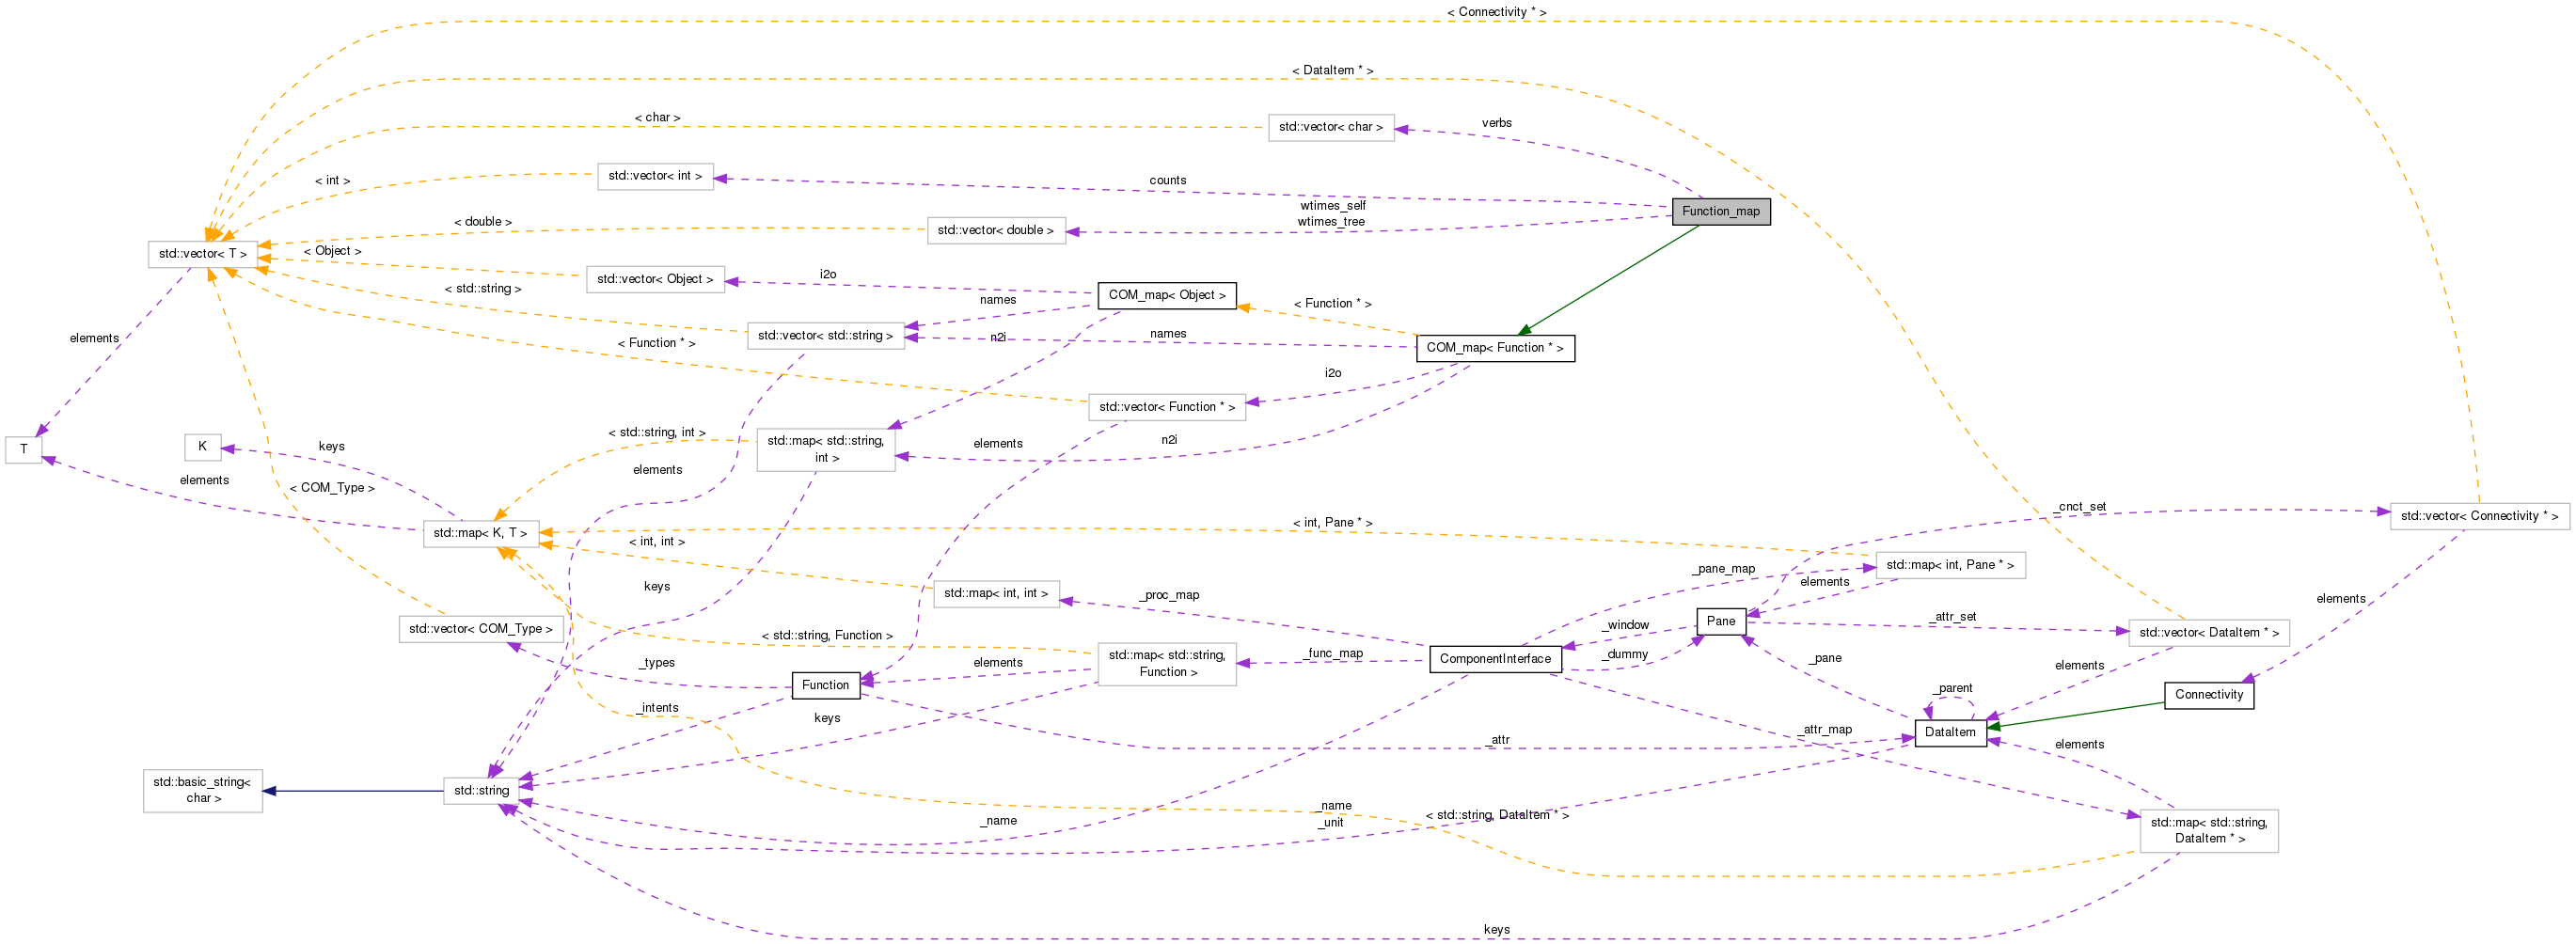 < Connectivity * >
< DataItem * >
< char >
std::vector< char >
verbs
< int >
std::vector< int >
counts
wtimes_self
wtimes_tree
Function_map
< double >
std::vector< double >
std::vector< T >
< Object >
std::vector< Object >
i2o
COM_map< Object >
< Function * >
< std::string >
names
std::vector< std::string >
n2i
names
COM_map< Function * >
elements
< Function * >
i2o
std::vector< Function * >
T
K
keys
< std::string, int >
std::map< std::string,
int >
elements
n2i
elements
elements
< COM_Type >
std::map< K, T >
< int, Pane * >
_cnct_set
std::vector< Connectivity * >
< int, int >
keys
std::map< int, int >
_proc_map
_pane_map
std::map< int, Pane * >
elements
elements
std::vector< COM_Type >
< std::string, Function >
_window
Pane
_attr_set
std::vector< DataItem * >
_types
elements
std::map< std::string,
Function >
_func_map
ComponentInterface
_dummy
_pane
elements
Function
_parent
Connectivity
_intents
keys
_attr
_attr_map
DataItem
elements
std::basic_string<
char >
std::string
_name
_name
_unit
< std::string, DataItem * >
std::map< std::string,
DataItem * >
keys